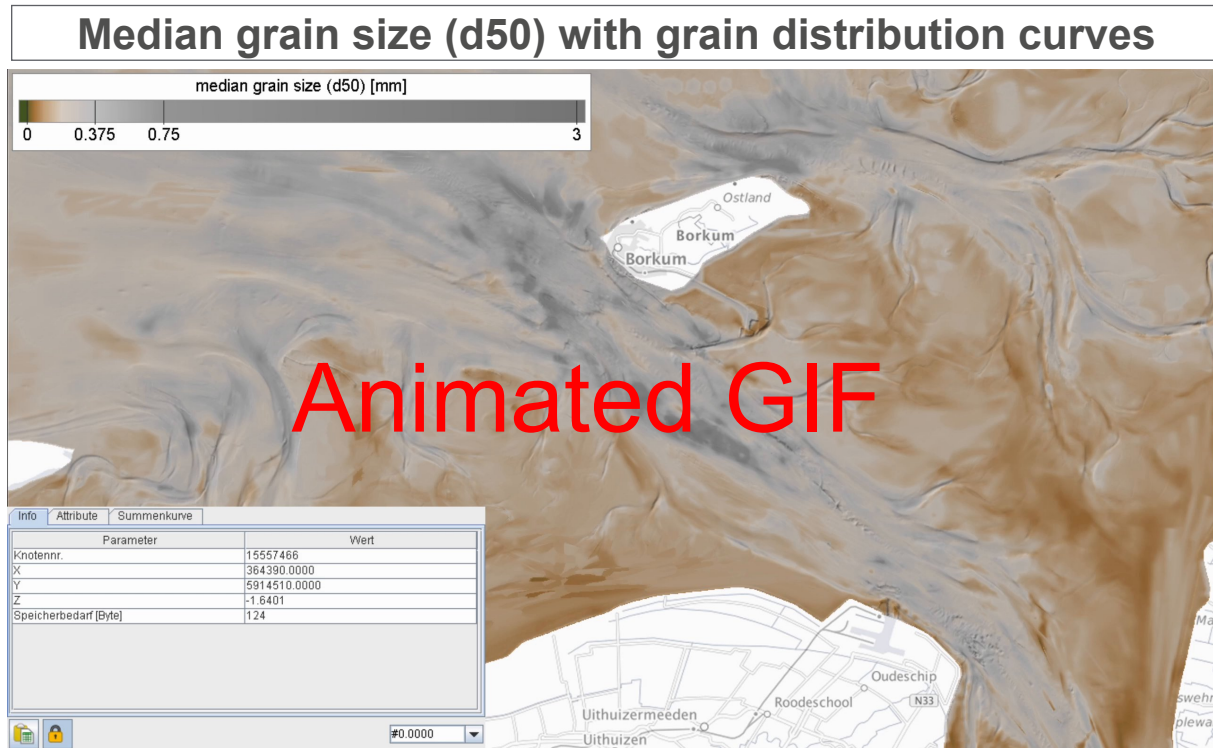 Median grain size (d50) with grain distribution curves
median grain size (d50) [mm]
0 0.375 0.75 3
Ostland
Borkum
Borkum
Animated GIF
Info Attribute Summenkurve
Parameter Wert
Knotennr. 15557466
X 364390.0000
Y 5914510.0000
Z -1.6401
Speicherbedarf [Byte] 124
#0.0000
Oudeschip
Roodeschool N33
Uithuizermeeden
Uithuizen